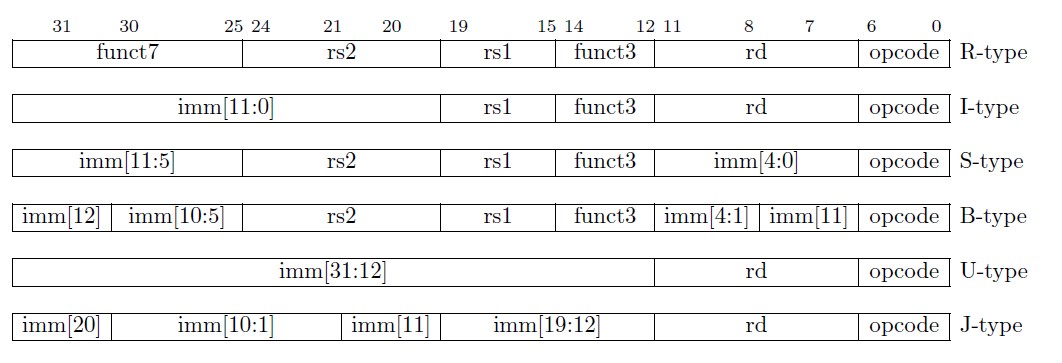 31 30 25 24 21 20 19 15 14 12 11 8 7 6 0
funct7 rs2 rs1 funct3 rd opcode R-type
imm[11:0] rs1 funct3 rd opcode I-type
imm[11:5] rs2 rs1 funct3 imm[4:0] opcode S-type
imm[12] imm[10:5] rs2 rs1 funct3 imm[4:1] imm[11] opcode B-type
imm[31:12] rd opcode U-type
imm[20] imm[10:1] imm[11] imm[19:12] rd opcode J-type